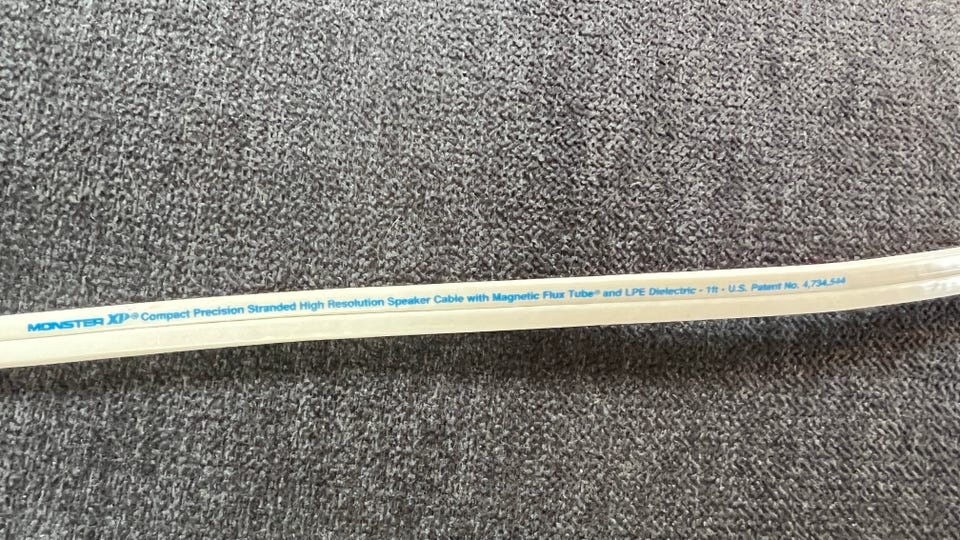 MONSTER XP® Compact Precision Stranded High Resolution Speaker Cable with Magnetic Flux Tube® and LPE Dielectric - 1ft - U.S. Patent No. 4,734,544